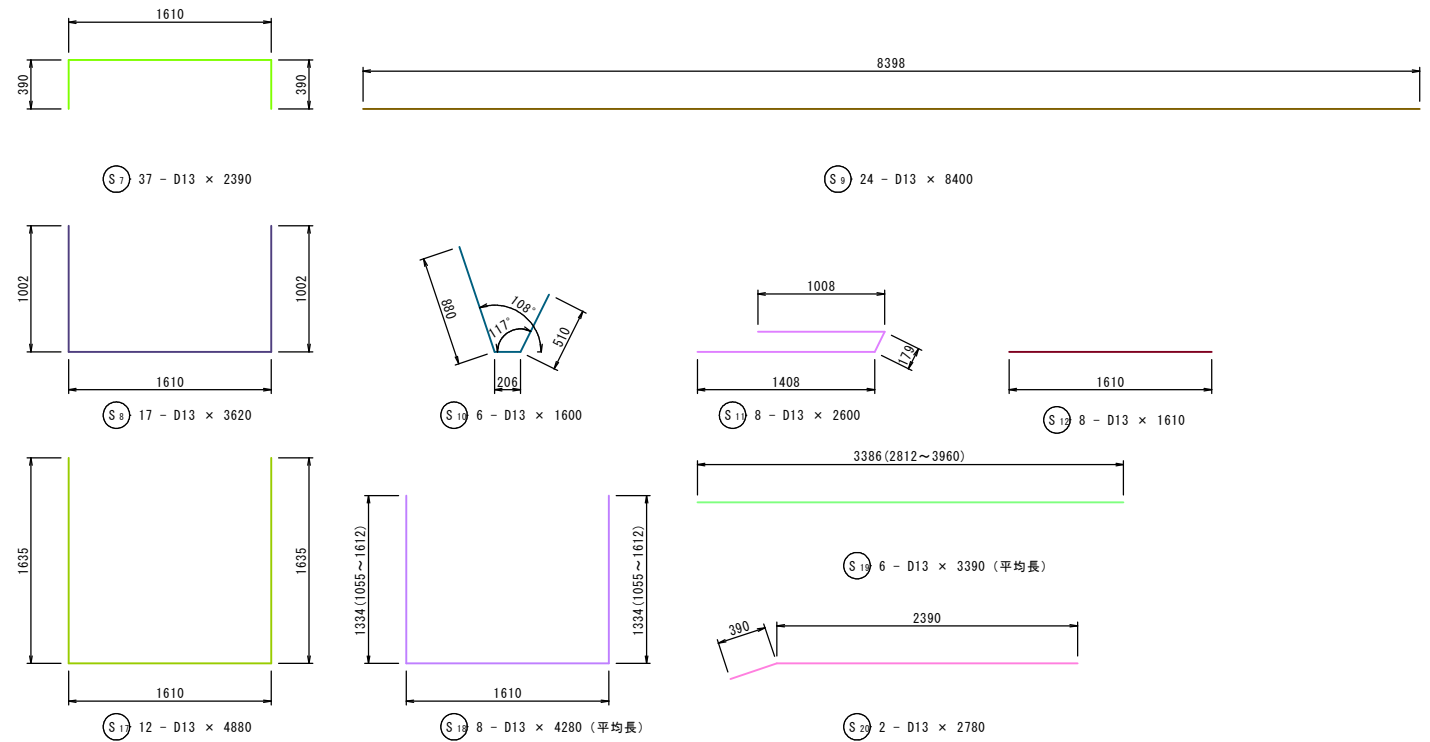 1610
390
390
S7 37 - D13 × 2390
8398
S9 24 - D13 × 8400
1002
1002
1610
S8 17 - D13 × 3620
880
108°
117°
510
206
S10 6 - D13 × 1600
1008
179
1408
S11 8 - D13 × 2600
1610
S12 8 - D13 × 1610
1635
1635
1610
S17 12 - D13 × 4880
1334(1055～1612)
1334(1055～1612)
1610
S18 8 - D13 × 4280 (平均長)
3386(2812～3960)
S19 6 - D13 × 3390 (平均長)
390
2390
S20 2 - D13 × 2780